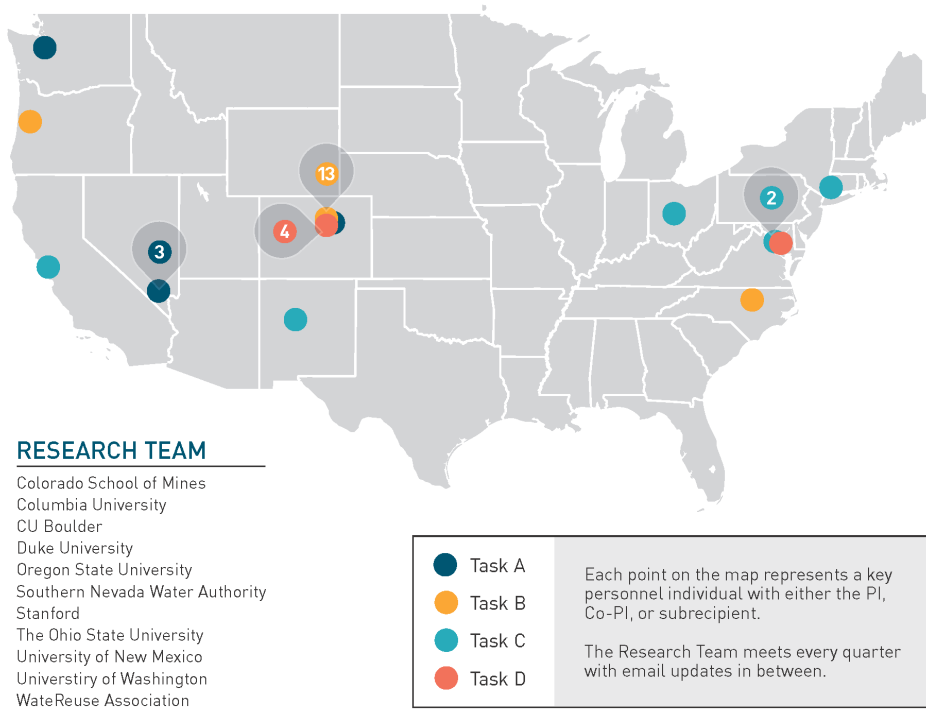 13
2
4
3
RESEARCH TEAM
Colorado School of Mines
Columbia University
CU Boulder
Duke University
Oregon State University
Southern Nevada Water Authority
Stanford
The Ohio State University
University of New Mexico
Universtiry of Washington
WateReuse Association
Task A
Task B
Task C
Task D
Each point on the map represents a key
personnel individual with either the PI,
Co-PI, or subrecipient.
The Research Team meets every quarter
with email updates in between.